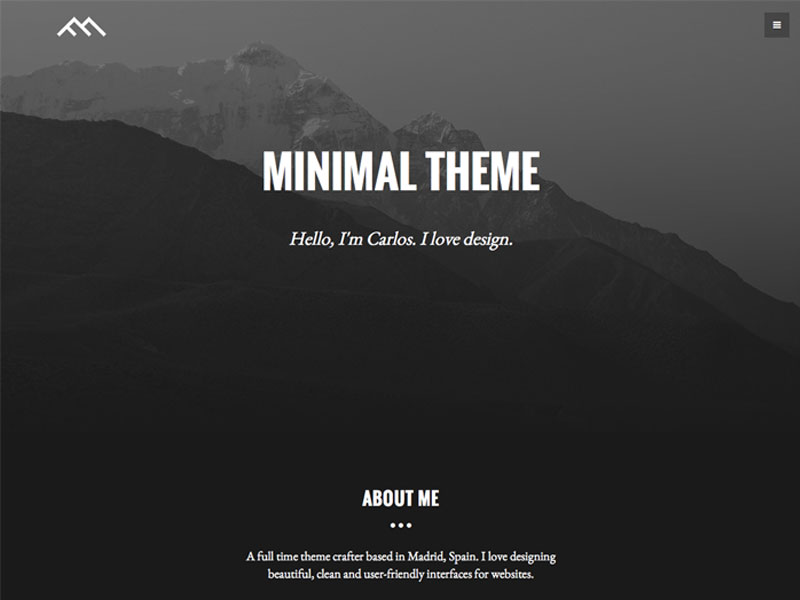 MINIMAL THEME
Hello, I'm Carlos. I love design.
ABOUT ME
A full time theme crafter based in Madrid, Spain. I love designing
beautiful, clean and user-friendly interfaces for websites.